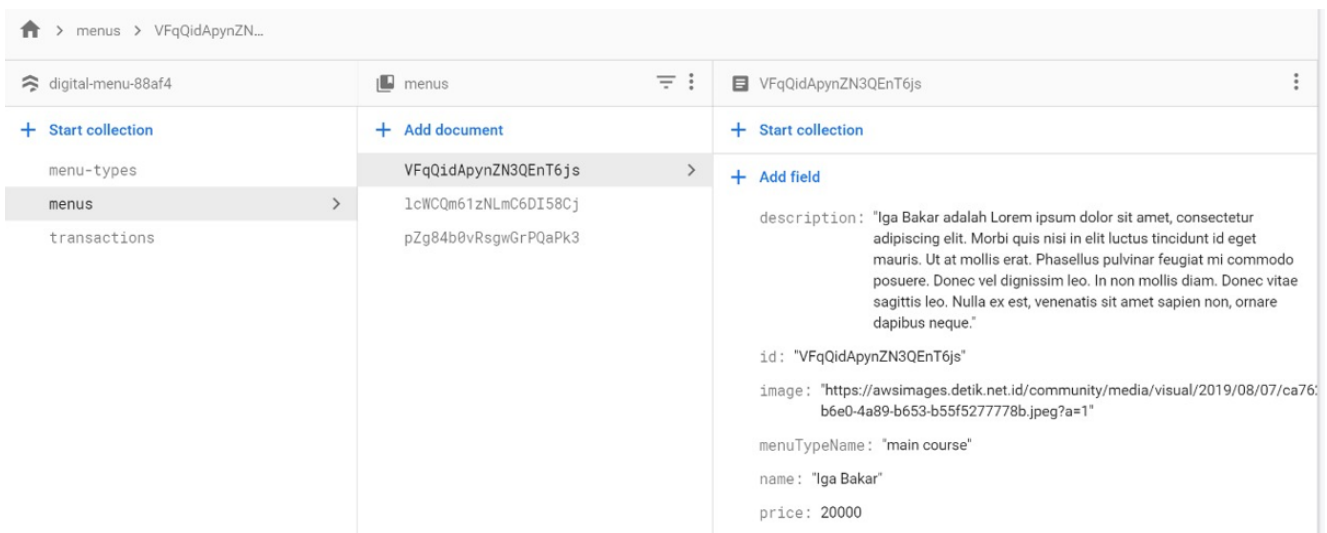 menus > VFqQidApynZN...
digital-menu-88af4
menus
VFqQidApynZN3QEnT6js
+ Start collection
+ Add document
+ Start collection
menu-types
menus
transactions
VFqQidApynZN3QEnT6js
lcWCQm61zNLmC6DI58Cj
pZg84b0vRsgwGrPQaPk3
+ Add field
description: "Iga Bakar adalah Lorem ipsum dolor sit amet, consectetur
adipiscing elit. Morbi quis nisi in elit luctus tincidunt id eget
mauris. Ut at mollis erat. Phasellus pulvinar feugiat mi commodo
posuere. Donec vel dignissim leo. In non mollis diam. Donec vitae
sagittis leo. Nulla ex est, venenatis sit amet sapien non, ornare
dapibus neque."
id: "VFqQidApynZN3QEnT6js"
image: "https://awsimages.detik.net.id/community/media/visual/2019/08/07/ca76
b6e0-4a89-b653-b55f5277778b.jpeg?a=1"
menuTypeName: "main course"
name: "Iga Bakar"
price: 20000